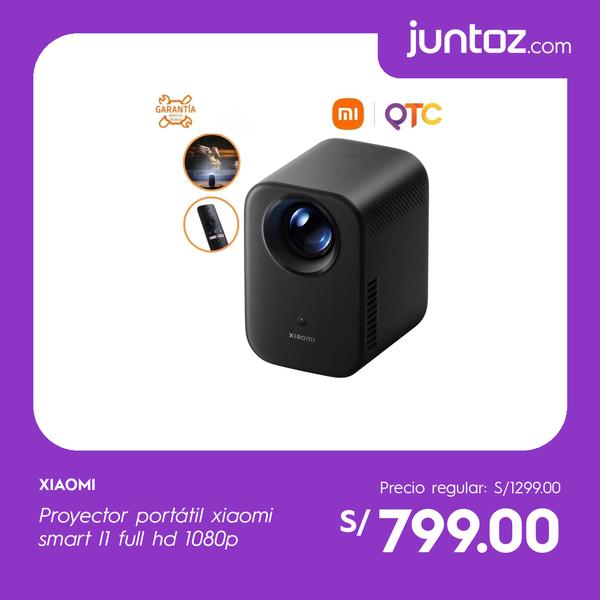 juntoz.com
GARANTÍA
mi QTC
xiaomi
XIAOMI
Proyector portátil xiaomi
smart l1 full hd 1080p
Precio regular: S/1299.00
S/799.00